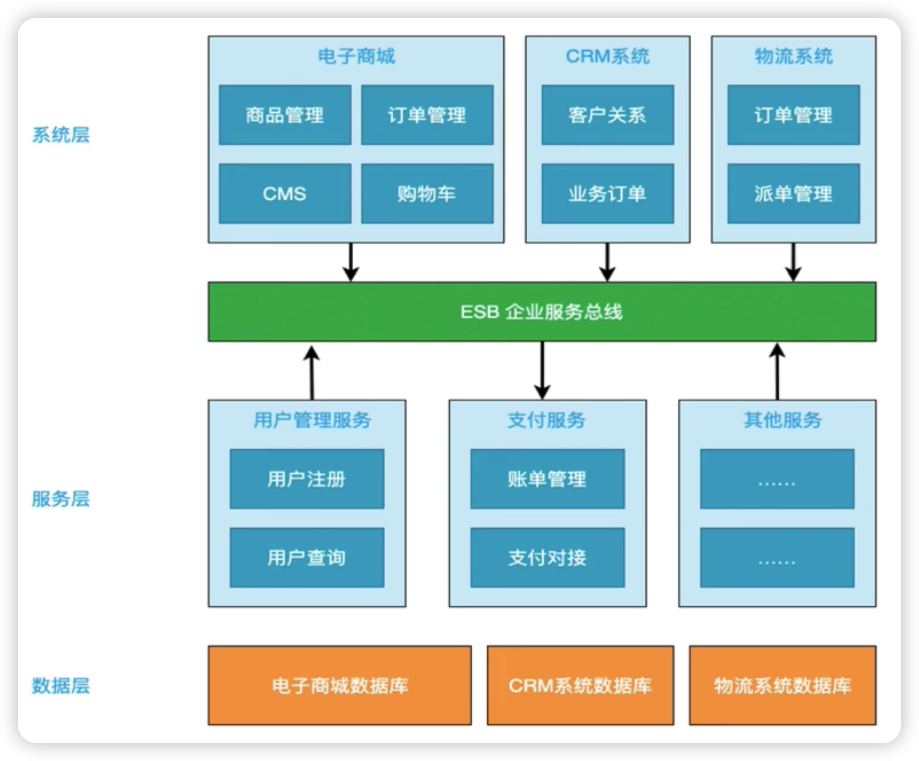 系统层
电子商城
商品管理
订单管理
CMS
购物车
CRM系统
客户关系
业务订单
物流系统
订单管理
派单管理
ESB 企业服务总线
服务层
用户管理服务
用户注册
用户查询
支付服务
账单管理
支付对接
其他服务
......
......
数据层
电子商城数据库
CRM系统数据库
物流系统数据库